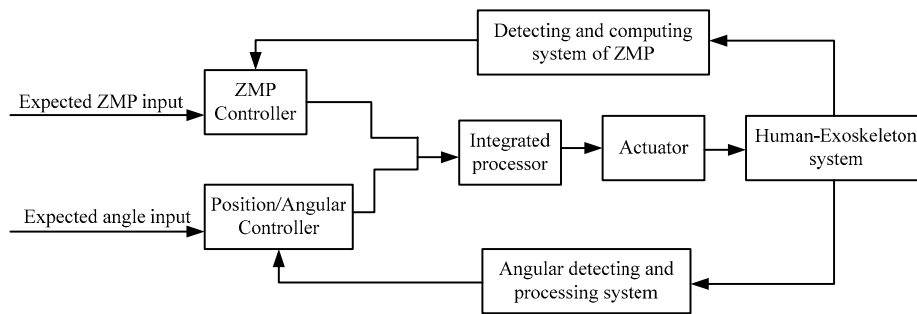 Detecting and computing
system of ZMP
ZMP
Controller
Expected ZMP input
Integrated
processor
Actuator
Human-Exoskeleton
system
Position/Angular
Controller
Expected angle input
Angular detecting and
processing system